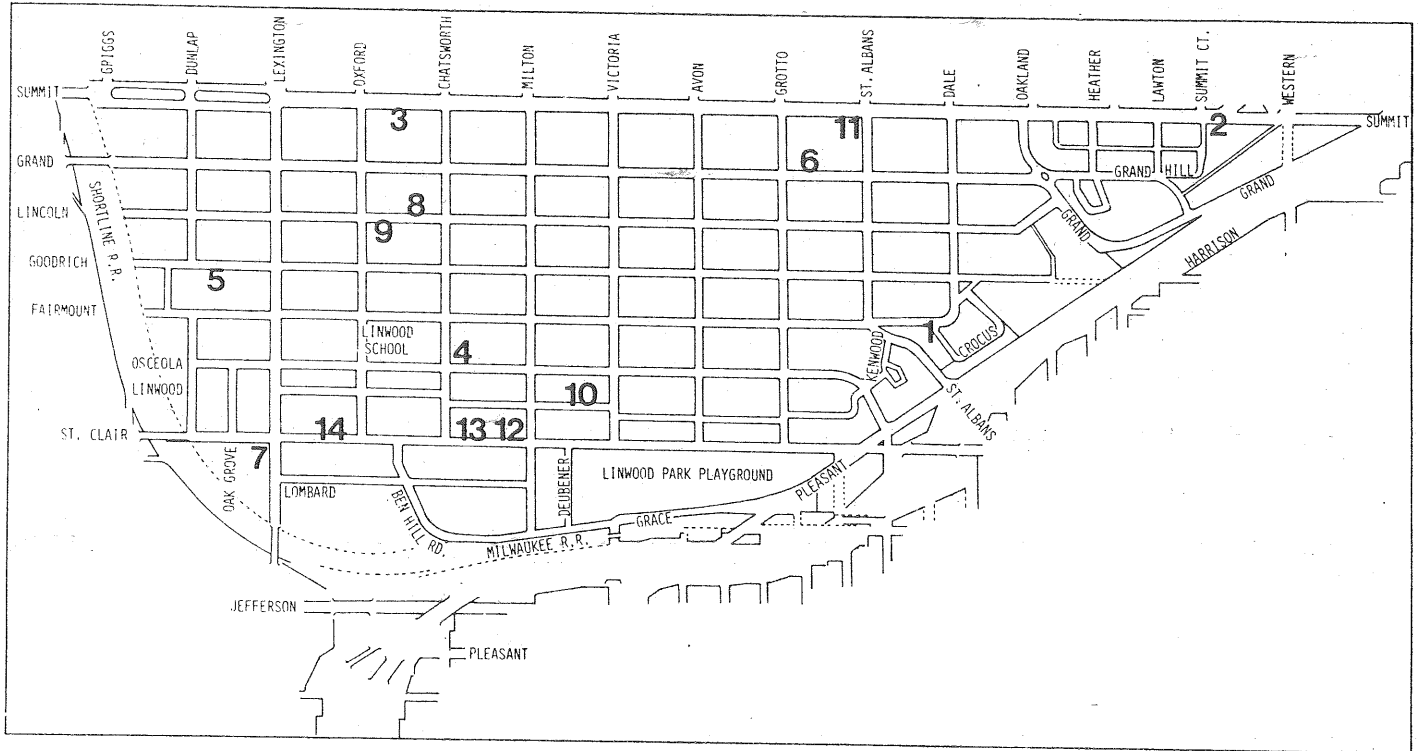 GRIGGS
DUNLAP
LEXINGTON
OXFORD
CHATSWORTH
MILTON
VICTORIA
AVON
GROTTO
ST. ALBANS
DALE
OAKLAND
HEATHER
LAWTON
SUMMIT CT.
WESTERN
SUMMIT
3
11
2
SUMMIT
GRAND
6
GRAND HILL
GRAND
SHORTLINE R.R.
8
LINCOLN
9
GRAND
HARRISON
GOODRICH
5
FAIRMOUNT
LINWOOD
SCHOOL
1
CROCUS
4
KENWOOD
OSCEOLA
LINWOOD
10
ST. ALBANS
ST. CLAIR
14
13
12
7
OAK GROVE
LOMBARD
BEN HILL RD.
DEUBENER
LINWOOD PARK PLAYGROUND
PLEASANT
GRACE
MILWAUKEE R.R.
JEFFERSON
PLEASANT